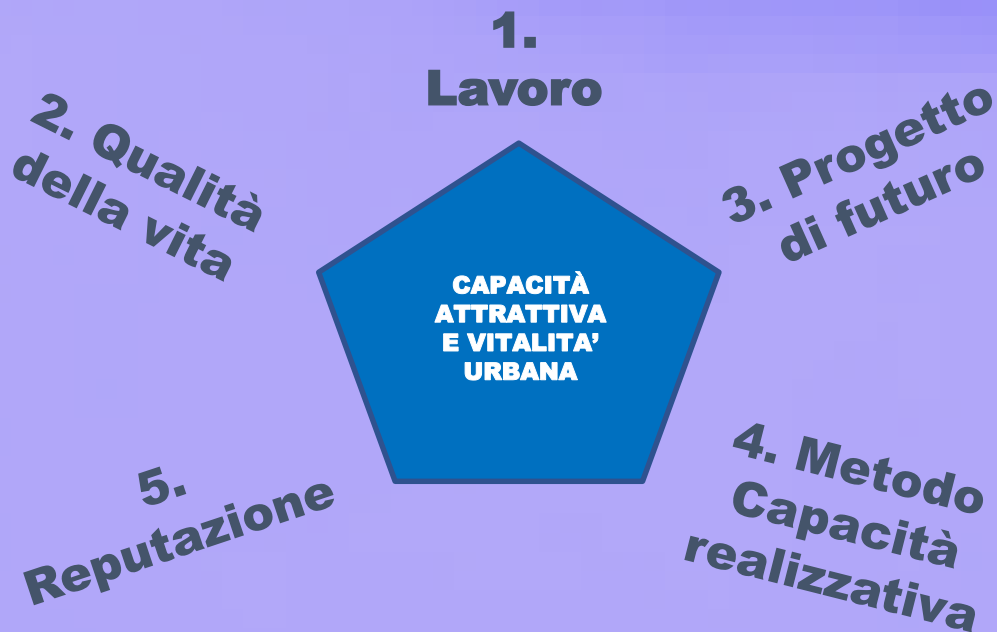 1.
Lavoro
2. Qualità
della vita
3. Progetto
di futuro
CAPACITÀ
ATTRATTIVA
E VITALITA’
URBANA
4. Metodo
Capacità
realizzativa
5.
Reputazione